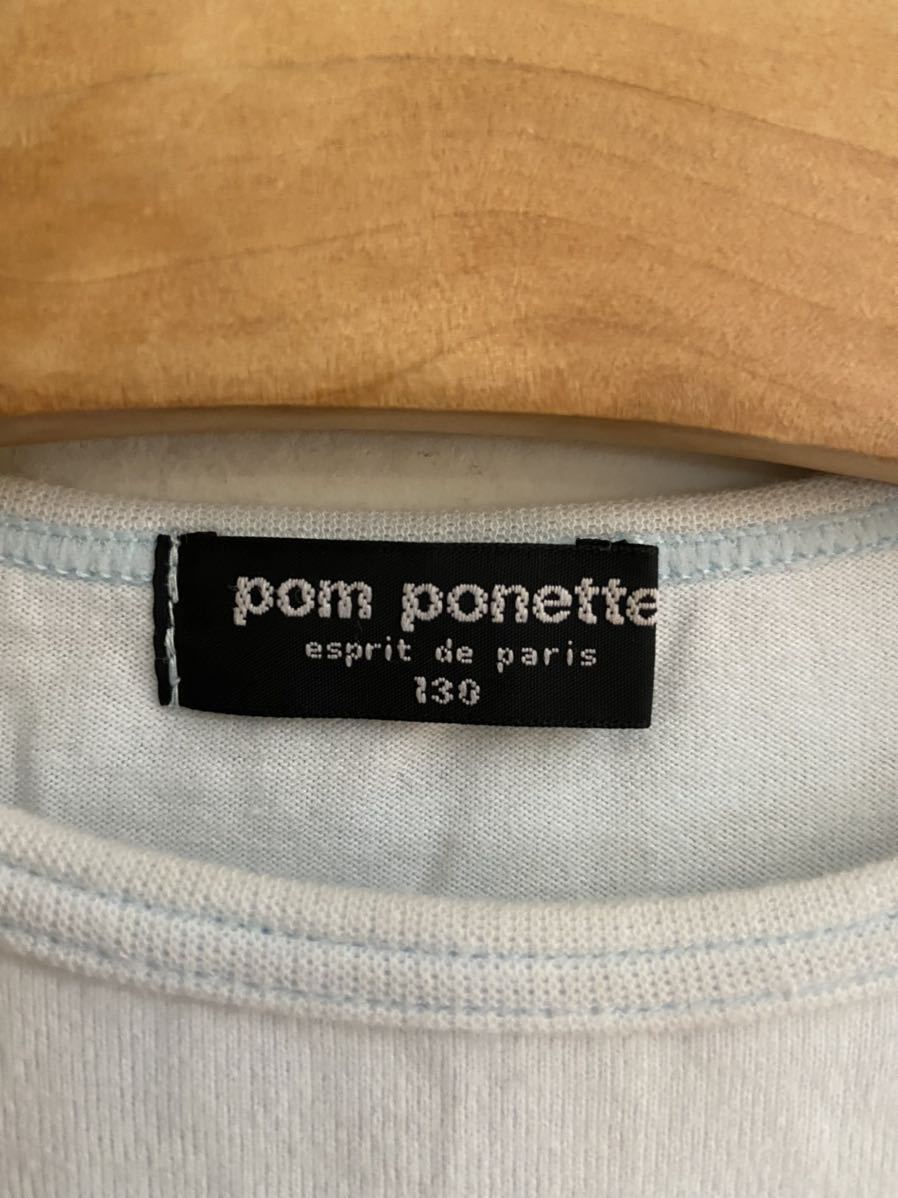 pom ponette
esprit de paris
130